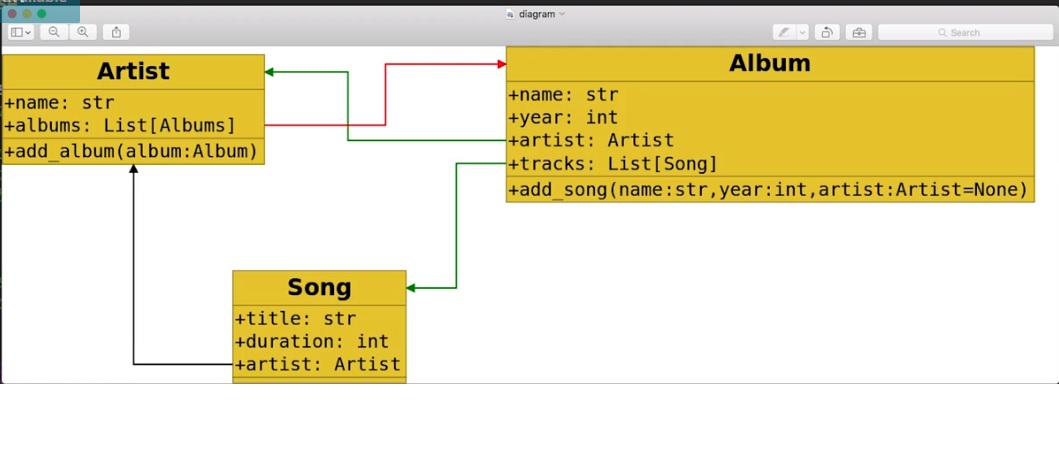 diagram
Search
Artist
+name: str
+albums: List[Albums]
+add_album(album:Album)
Album
+name: str
+year: int
+artist: Artist
+tracks: List[Song]
+add_song(name:str,year:int,artist:Artist=None)
Song
+title: str
+duration: int
+artist: Artist